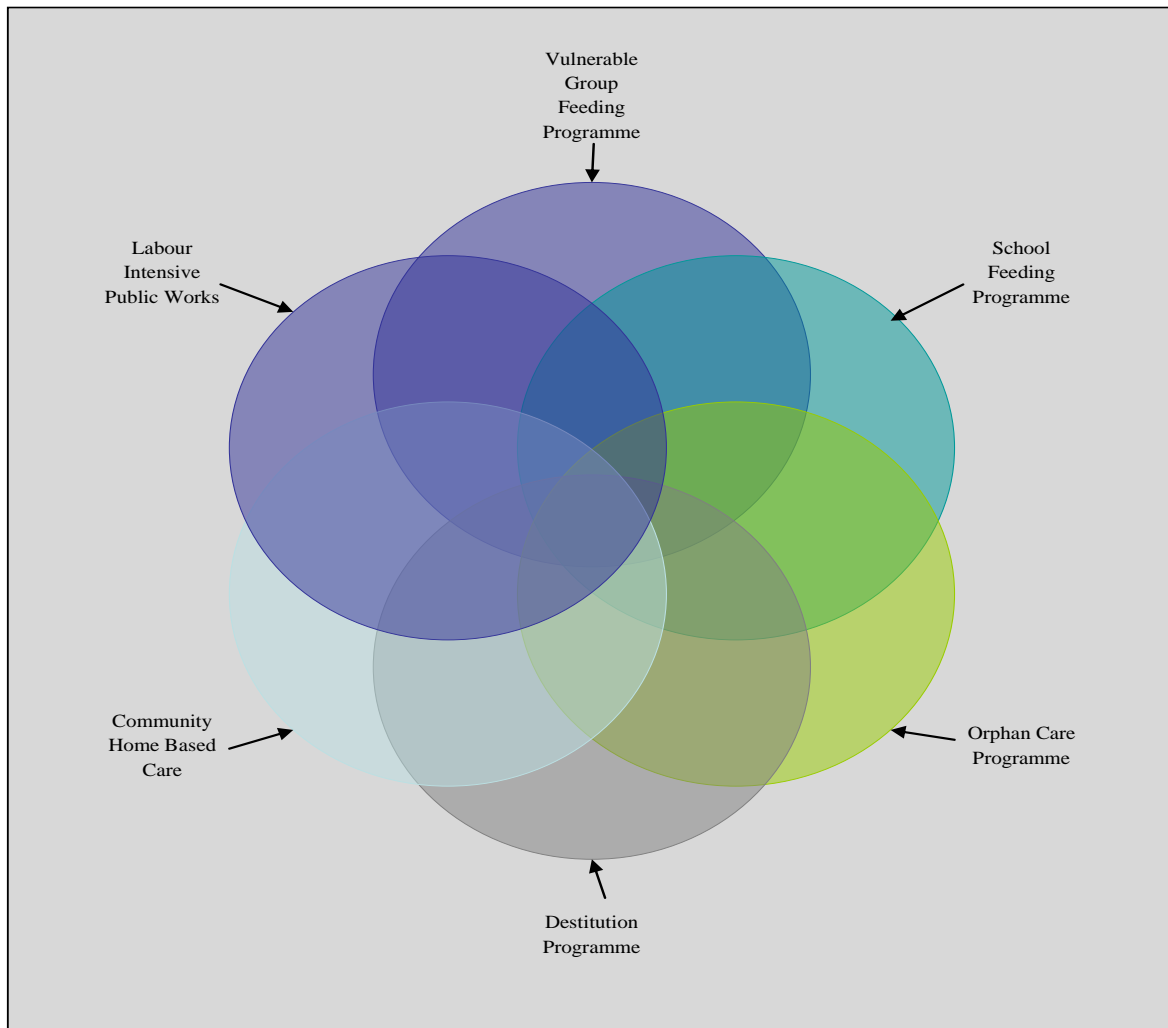 Vulnerable
Group
Feeding
Programme
Labour
Intensive
Public Works
School
Feeding
Programme
Community
Home Based
Care
Orphan Care
Programme
Destitution
Programme